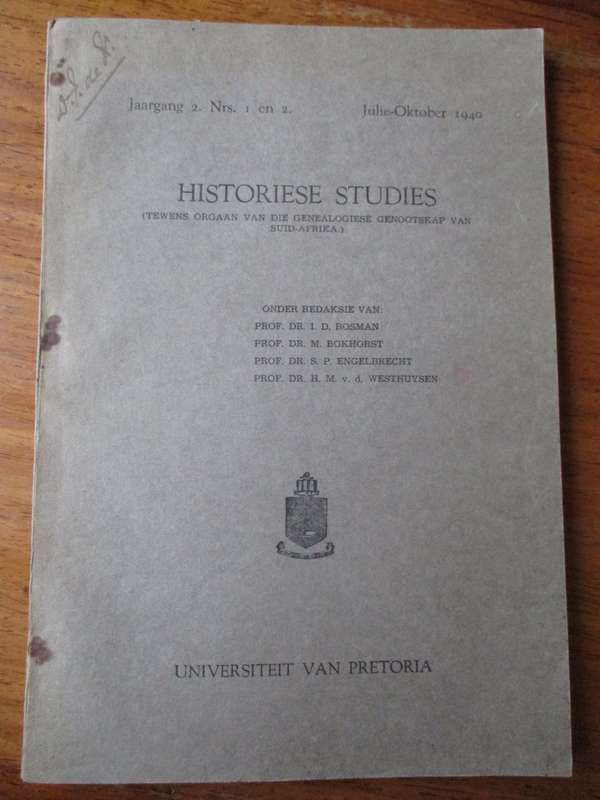 Jaargang 2. Nrs. 1 en 2. Julie-Oktober 1940
HISTORIESE STUDIES
(TEWENS ORGAAN VAN DIE GENEALOGIESE GENOOTSKAP VAN
SUID-AFRIKA.)
ONDER REDAKSIE VAN:
PROF. DR. I. D. BOSMAN
PROF. DR. M. BOKHORST
PROF. DR. S. P. ENGELBRECHT
PROF. DR. H. M. v. d. WESTHUYSEN
UNIVERSITEIT VAN PRETORIA